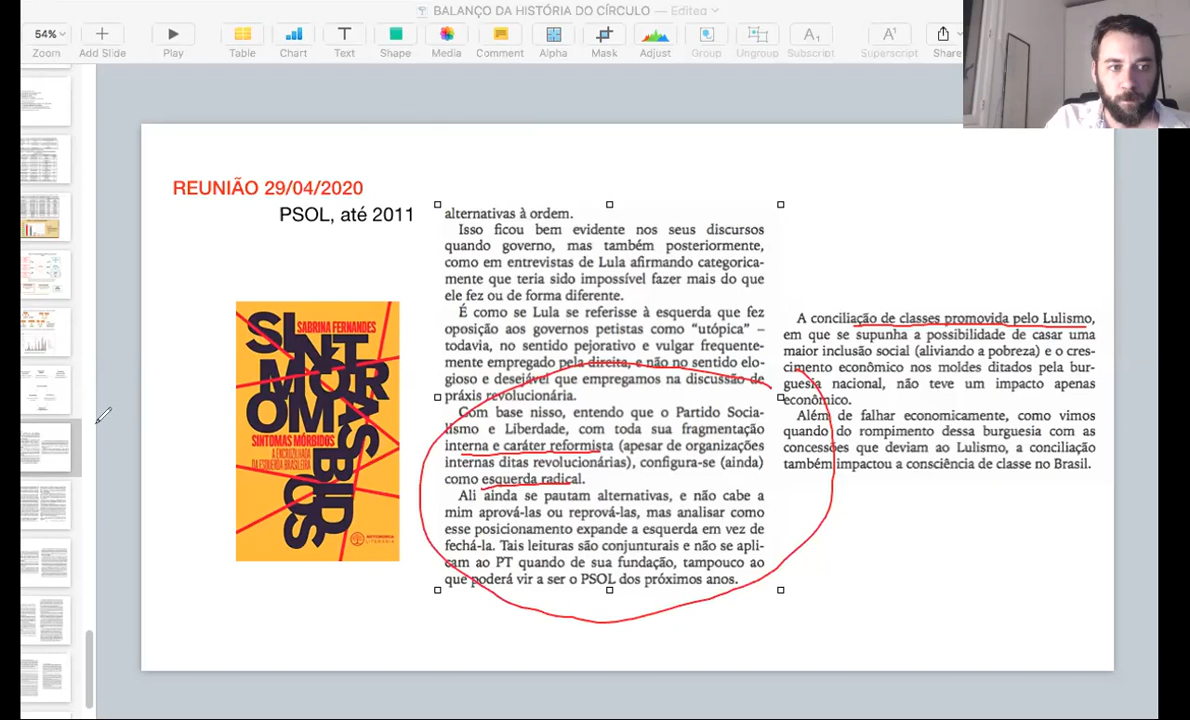 BALANÇO DA HISTÓRIA DO CÍRCULO — Edited
54%
Zoom
Add Slide
Play
Table
Chart
Text
Shape
Media
Comment
Alpha
Mask
Adjust
Group
Ungroup
Subscript
Superscript
Share
REUNIÃO 29/04/2020
PSOL, até 2011
SABRINA FERNANDES
SINTOMAS
MÓRBIDOS
SINTOMAS MÓRBIDOS
A ENCRUZILHADA
DA ESQUERDA BRASILEIRA
AUTONOMIA
LITERÁRIA
alternativas à ordem.
Isso ficou bem evidente nos seus discursos
quando governo, mas também posteriormente,
como em entrevistas de Lula afirmando categorica-
mente que teria sido impossível fazer mais do que
ele fez ou de forma diferente.
É como se Lula se referisse à esquerda que fez
oposição aos governos petistas como “utópica” –
todavia, no sentido pejorativo e vulgar frequente-
mente empregado pela direita, e não no sentido elo-
gioso e desejável que empregamos na discussão de
práxis revolucionária.
Com base nisso, entendo que o Partido Socia-
lismo e Liberdade, com toda sua fragmentação
interna e caráter reformista (apesar de organizações
internas ditas revolucionárias), configura-se (ainda)
como esquerda radical.
Ali ainda se pautam alternativas, e não cabe a
mim aprová-las ou reprová-las, mas analisar como
esse posicionamento expande a esquerda em vez de
fechá-la. Tais leituras são conjunturais e não se apli-
cam ao PT quando de sua fundação, tampouco ao
que poderá vir a ser o PSOL dos próximos anos.
A conciliação de classes promovida pelo Lulismo,
em que se supunha a possibilidade de casar uma
maior inclusão social (aliviando a pobreza) e o cres-
cimento econômico nos moldes ditados pela bur-
guesia nacional, não teve um impacto apenas
econômico.
Além de falhar economicamente, como vimos
quando do rompimento dessa burguesia com as
concessões que deviam ao Lulismo, a conciliação
também impactou a consciência de classe no Brasil.